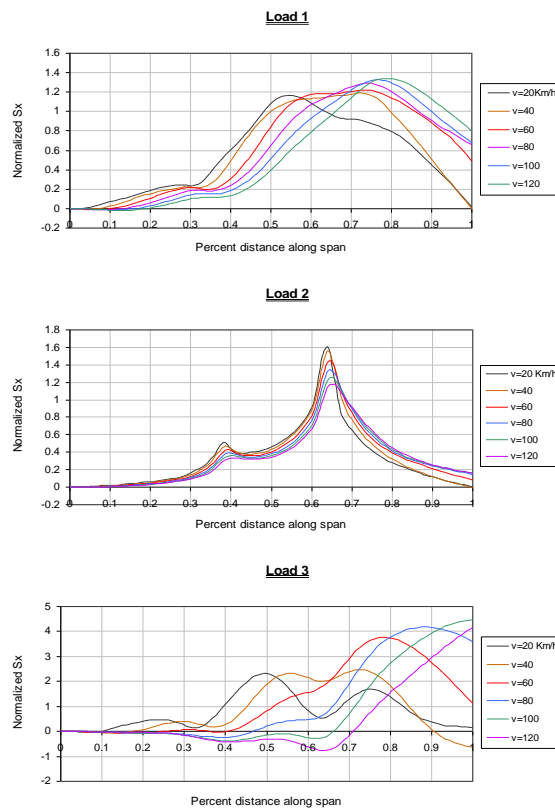 Load 1
1.6
1.4
1.2
1
0.8
0.6
0.4
0.2
0
-0.2
0 0.1 0.2 0.3 0.4 0.5 0.6 0.7 0.8 0.9 1
Normalized Sx
Percent distance along span
v=20Km/h
v=40
v=60
v=80
v=100
v=120
Load 2
1.8
1.6
1.4
1.2
1
0.8
0.6
0.4
0.2
0
-0.2
0 0.1 0.2 0.3 0.4 0.5 0.6 0.7 0.8 0.9 1
Normalized Sx
Percent distance along span
v=20 Km/h
v=40
v=60
v=80
v=100
v=120
Load 3
5
4
3
2
1
0
-1
-2
0 0.1 0.2 0.3 0.4 0.5 0.6 0.7 0.8 0.9 1
Normalized Sx
Percent distance along span
v=20 Km/h
v=40
v=60
v=80
v=100
v=120